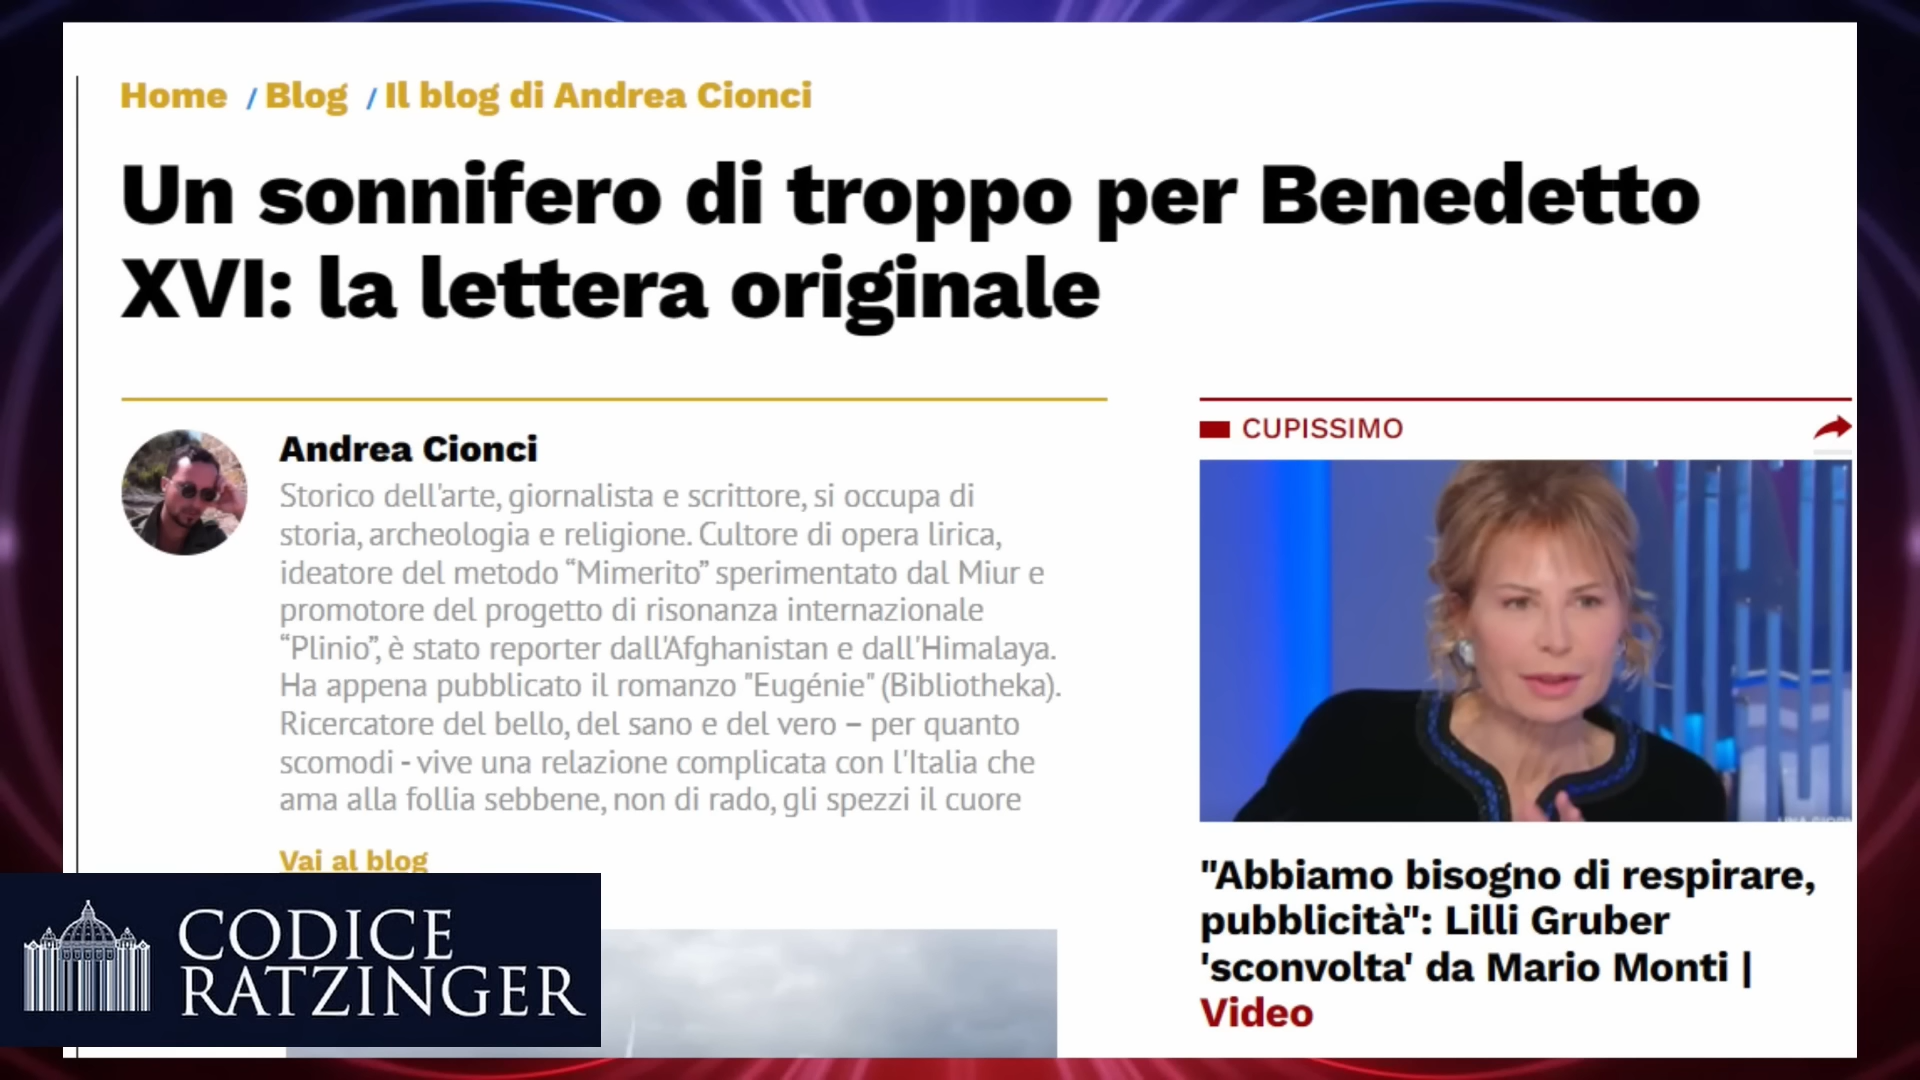 Home / Blog / Il blog di Andrea Cionci
Un sonnifero di troppo per Benedetto
XVI: la lettera originale
Andrea Cionci
Storico dell'arte, giornalista e scrittore, si occupa di
storia, archeologia e religione. Cultore di opera lirica,
ideatore del metodo “Mimerito” sperimentato dal Miur e
promotore del progetto di risonanza internazionale
“Plinio”, è stato reporter dall'Afghanistan e dall'Himalaya.
Ha appena pubblicato il romanzo "Eugénie" (Bibliotheka).
Ricercatore del bello, del sano e del vero – per quanto
scomodi - vive una relazione complicata con l'Italia che
ama alla follia sebbene, non di rado, gli spezzi il cuore
Vai al blog
CODICE
RATZINGER
CUPISSIMO
"Abbiamo bisogno di respirare,
pubblicità": Lilli Gruber
'sconvolta' da Mario Monti |
Video